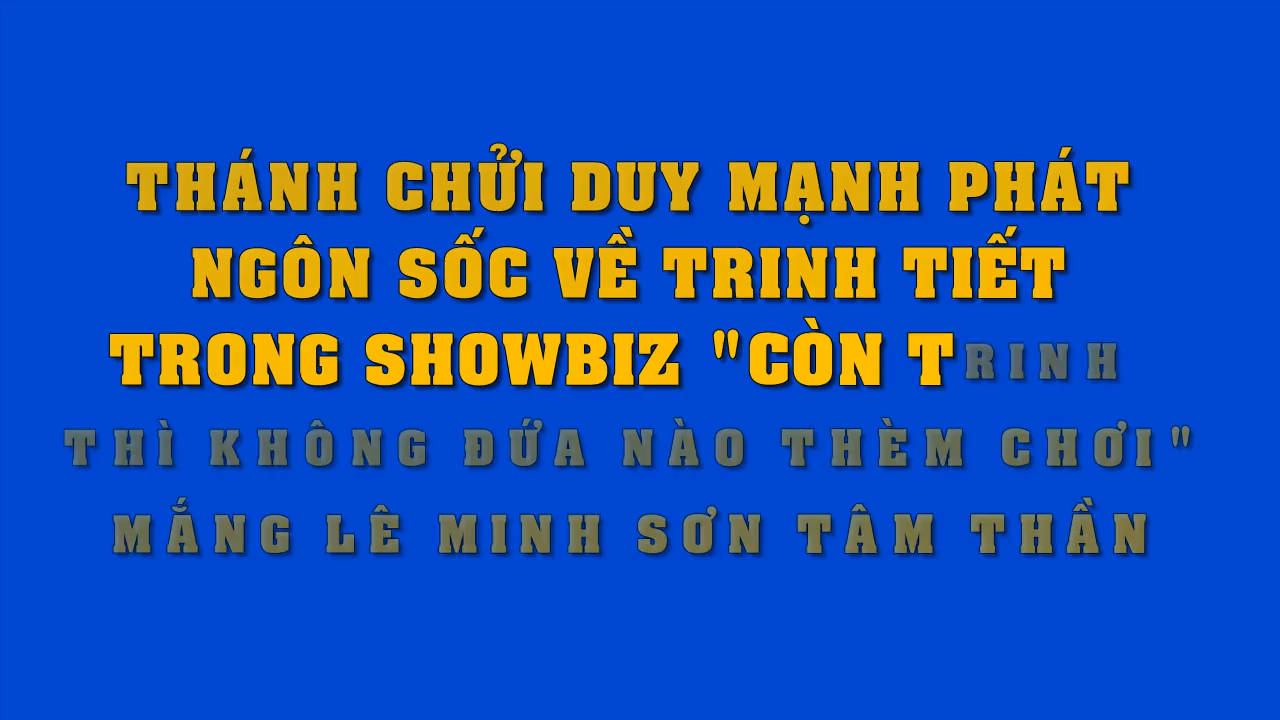 THÁNH CHỬI DUY MẠNH PHÁT
NGÔN SỐC VỀ TRINH TIẾT
TRONG SHOWBIZ "CÒN TRINH
THÌ KHÔNG ĐỨA NÀO THÈM CHƠI"
MẮNG LÊ MINH SƠN TÂM THẦN